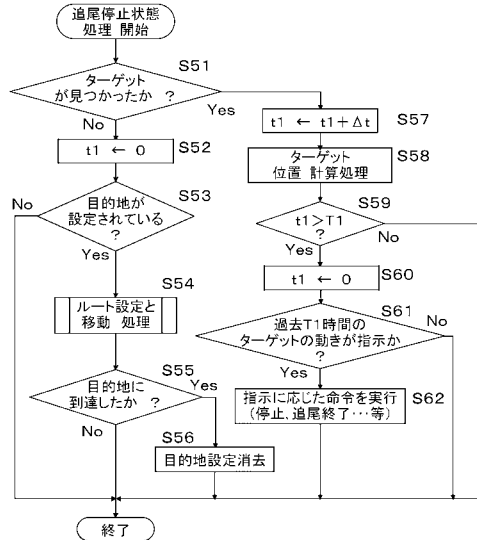 追尾停止状態
処理 開始
S51
ターゲット
が見つかったか ?
Yes
No
S52
t1 ← 0
S53
目的地が
設定されている
?
No
Yes
S54
ルート設定と
移動 処理
S55
目的地に
到達したか ?
Yes
No
S56
目的地設定消去
S57
t1 ← t1+Δt
S58
ターゲット
位置 計算処理
S59
t1>T1
?
Yes
No
S60
t1 ← 0
S61
過去T1時間の
ターゲットの動きが指示か
?
No
Yes
S62
指示に応じた命令を実行
(停止、追尾終了・・・等)
終了